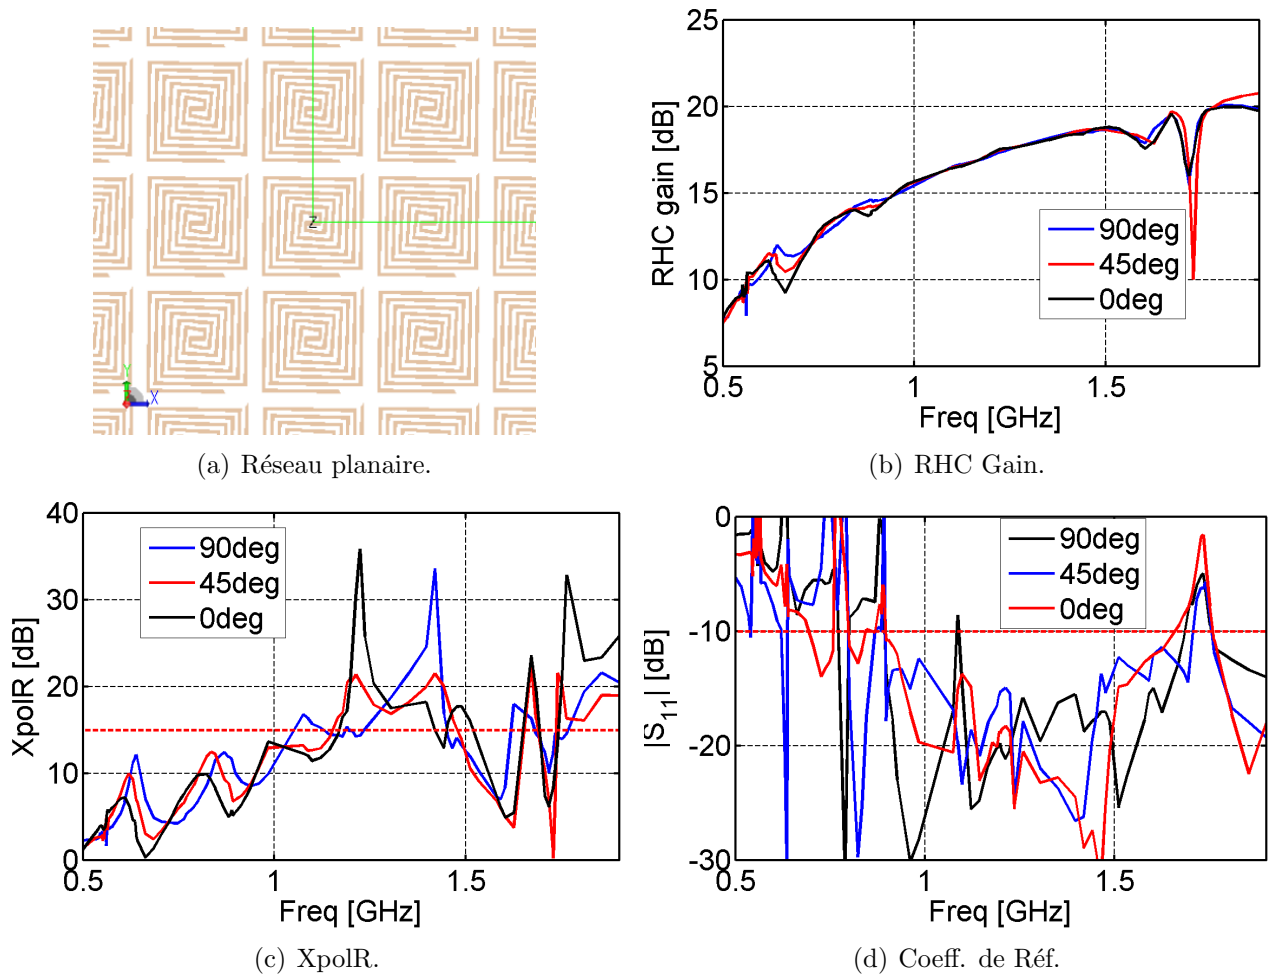 Z
Y
X
(a) Réseau planaire.
25
20
15
10
5
0.5
1
1.5
RHC gain [dB]
Freq [GHz]
90deg
45deg
0deg
(b) RHC Gain.
40
30
20
10
0
0.5
1
1.5
XpolR [dB]
Freq [GHz]
90deg
45deg
0deg
(c) XpolR.
0
-10
-20
-30
0.5
1
1.5
|S11| [dB]
Freq [GHz]
90deg
45deg
0deg
(d) Coeff. de Réf.